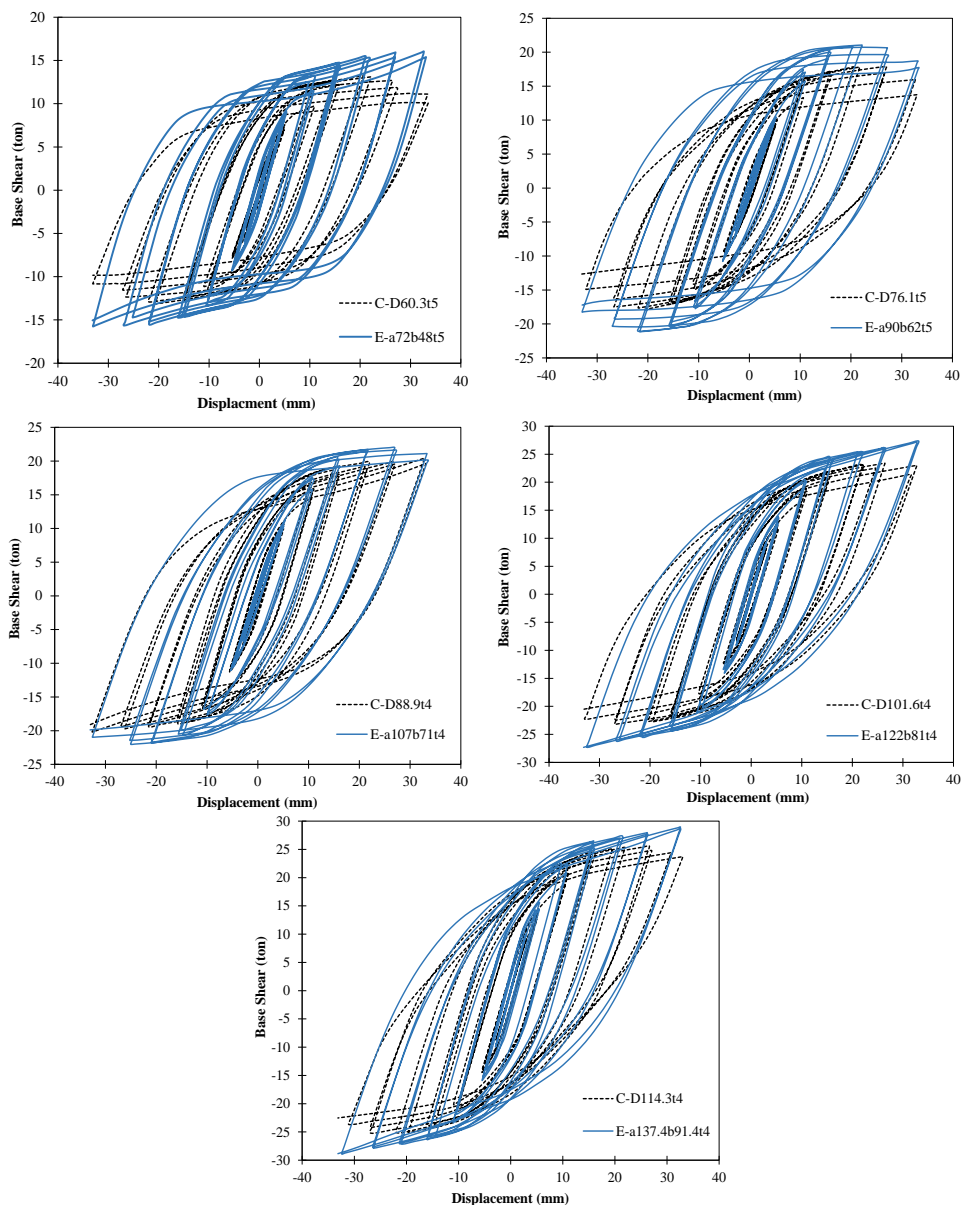 20
15
10
5
0
-5
-10
-15
20
Base Shear (ton)
-40 -30 -20 -10 0 10 20 30 40
Displacment (mm)
C-D60.3t5
E-a72b48t5
25
20
15
10
5
0
-5
-10
-15
-20
-25
Base Shear (ton)
-40 -30 -20 -10 0 10 20 30 40
Displacment (mm)
C-D76.1t5
E-a90b62t5
25
20
15
10
5
0
-5
-10
-15
-20
-25
Base Shear (ton)
-40 -30 -20 -10 0 10 20 30 40
Displacement (mm)
C-D88.9t4
E-a107b71t4
30
25
20
15
10
5
0
-5
-10
-15
-20
-25
-30
Base Shear (ton)
-40 -30 -20 -10 0 10 20 30 40
Displacement (mm)
C-D101.6t4
E-a122b81t4
30
25
20
15
10
5
0
-5
-10
-15
-20
-25
-30
Base Shear (ton)
-40 -30 -20 -10 0 10 20 30 40
Displacement (mm)
C-D114.3t4
E-a137.4b91.4t4